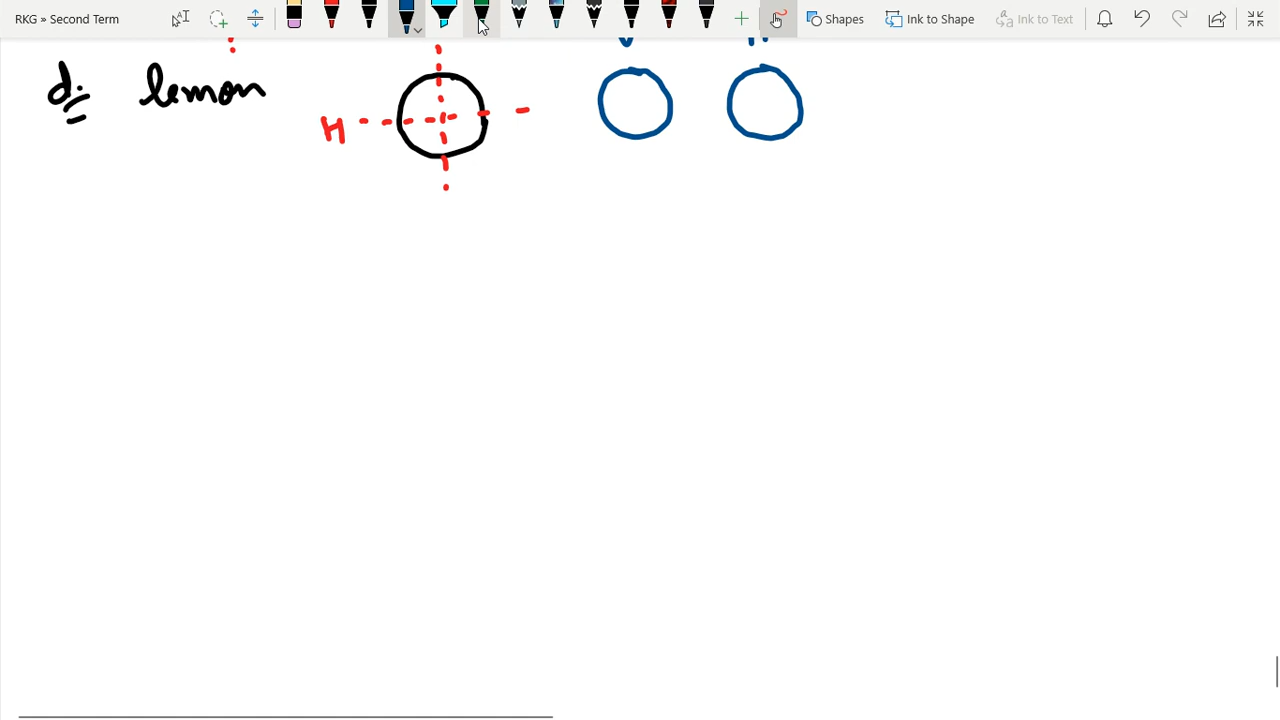 RKG » Second Term
Shapes
Ink to Shape
Ink to Text
d. lemon
H